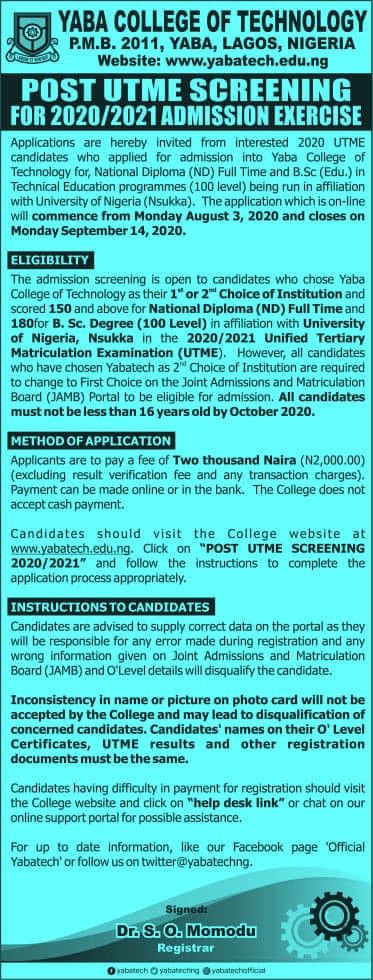 YABA COLLEGE OF TECHNOLOGY
P.M.B. 2011, YABA, LAGOS, NIGERIA
Website: www.yabatech.edu.ng
POST UTME SCREENING
FOR 2020/2021 ADMISSION EXERCISE
Applications are hereby invited from interested 2020 UTME
candidates who applied for admission into Yaba College of
Technology for, National Diploma (ND) Full Time and B.Sc (Edu.) in
Technical Education programmes (100 level) being run in affiliation
with University of Nigeria (Nsukka). The application which is on-line
will commence from Monday August 3, 2020 and closes on
Monday September 14, 2020.
ELIGIBILITY
The admission screening is open to candidates who chose Yaba
College of Technology as their 1st or 2nd Choice of Institution and
scored 150 and above for National Diploma (ND) Full Time and
180for B. Sc. Degree (100 Level) in affiliation with University
of Nigeria, Nsukka in the 2020/2021 Unified Tertiary
Matriculation Examination (UTME). However, all candidates
who have chosen Yabatech as 2nd Choice of Institution are required
to change to First Choice on the Joint Admissions and Matriculation
Board (JAMB) Portal to be eligible for admission. All candidates
must not be less than 16 years old by October 2020.
METHOD OF APPLICATION
Applicants are to pay a fee of Two thousand Naira (N2,000.00)
(excluding result verification fee and any transaction charges).
Payment can be made online or in the bank. The College does not
accept cash payment.
Candidates should visit the College website at
www.yabatech.edu.ng. Click on “POST UTME SCREENING
2020/2021” and follow the instructions to complete the
application process appropriately.
INSTRUCTIONS TO CANDIDATES
Candidates are advised to supply correct data on the portal as they
will be responsible for any error made during registration and any
wrong information given on Joint Admissions and Matriculation
Board (JAMB) and O'Level details will disqualify the candidate.
Inconsistency in name or picture on photo card will not be
accepted by the College and may lead to disqualification of
concerned candidates. Candidates' names on their O' Level
Certificates, UTME results and other registration
documents must be the same.
Candidates having difficulty in payment for registration should visit
the College website and click on “help desk link” or chat on our
online support portal for possible assistance.
For up to date information, like our Facebook page 'Official
Yabatech' or follow us on twitter@yabatechng.
Signed:
Dr. S. O. Momodu
Registrar
yabatech yabatechng yabatechofficial